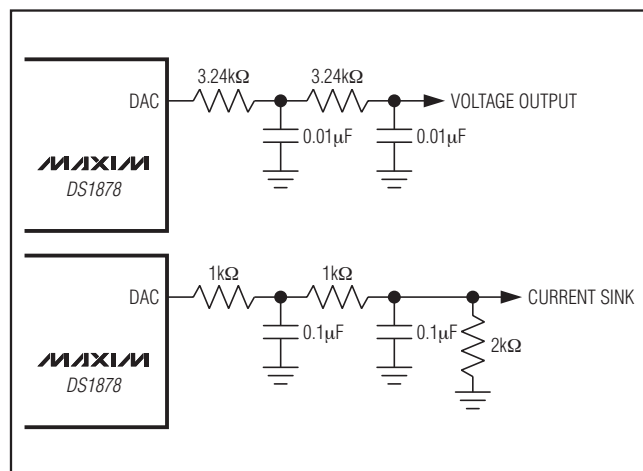 3.24kΩ 3.24kΩ
DAC VOLTAGE OUTPUT
0.01μF 0.01μF
MAXIM
DS1878
1kΩ 1kΩ
DAC CURRENT SINK
0.1μF 0.1μF
2kΩ
MAXIM
DS1878